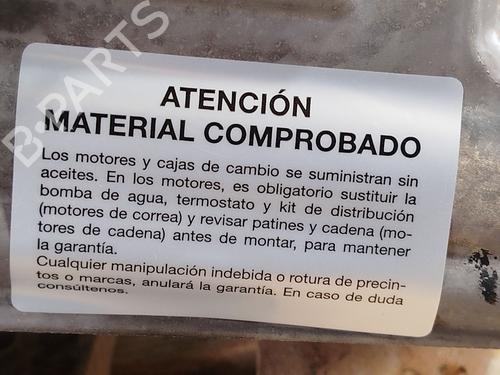 B-PARTS
ATENCIÓN
MATERIAL COMPROBADO
Los motores y cajas de cambio se suministran sin
aceites. En los motores, es obligatorio sustituir la
bomba de agua, termostato y kit de distribución
(motores de correa) y revisar patines y cadena (mo-
tores de cadena) antes de montar, para mantener
la garantía.
Cualquier manipulación indebida o rotura de precin-
tos o marcas, anulará la garantía. En caso de duda
consúltenos.